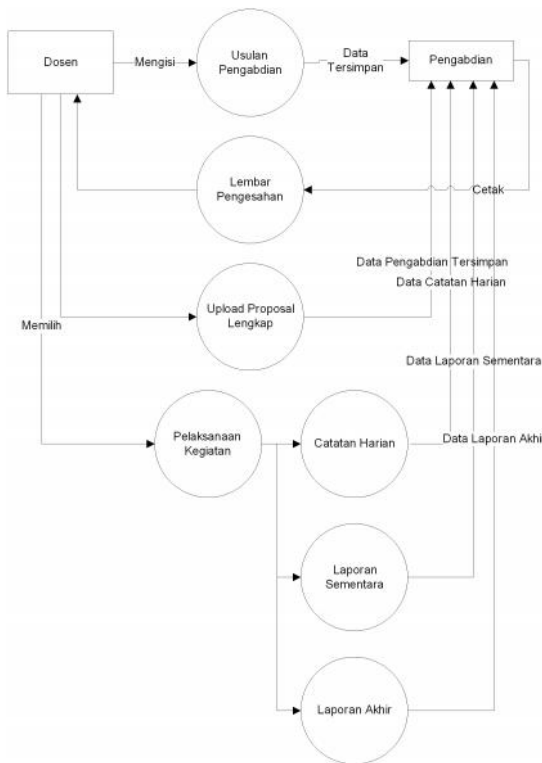 Dosen
Mengisi
Usulan
Pengabdian
Data
Tersimpan
Pengabdian
Lembar
Pengesahan
Cetak
Data Pengabdian Tersimpan
Data Catatan Harian
Upload Proposal
Lengkap
Memilih
Data Laporan Sementara
Pelaksanaan
Kegiatan
Catatan Harian
Data Laporan Akhi
Laporan
Sementara
Laporan Akhir